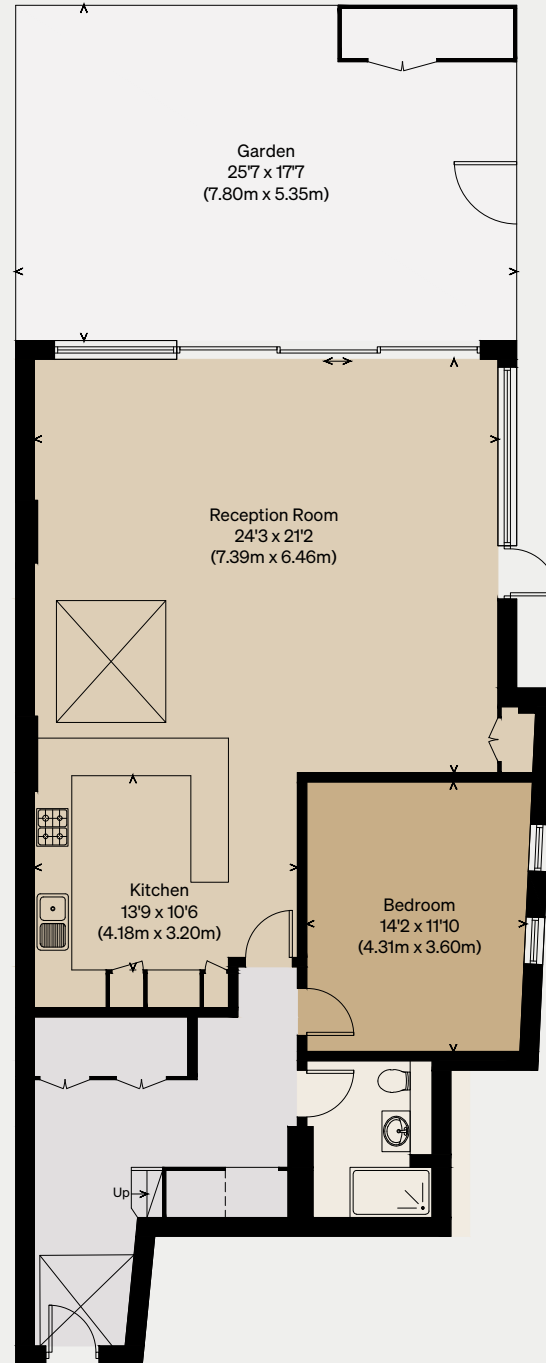 Garden
25'7 x 17'7
(7.80m x 5.35m)
Reception Room
24'3 x 21'2
(7.39m x 6.46m)
Kitchen
13'9 x 10'6
(4.18m x 3.20m)
Bedroom
14'2 x 11'10
(4.31m x 3.60m)
Up